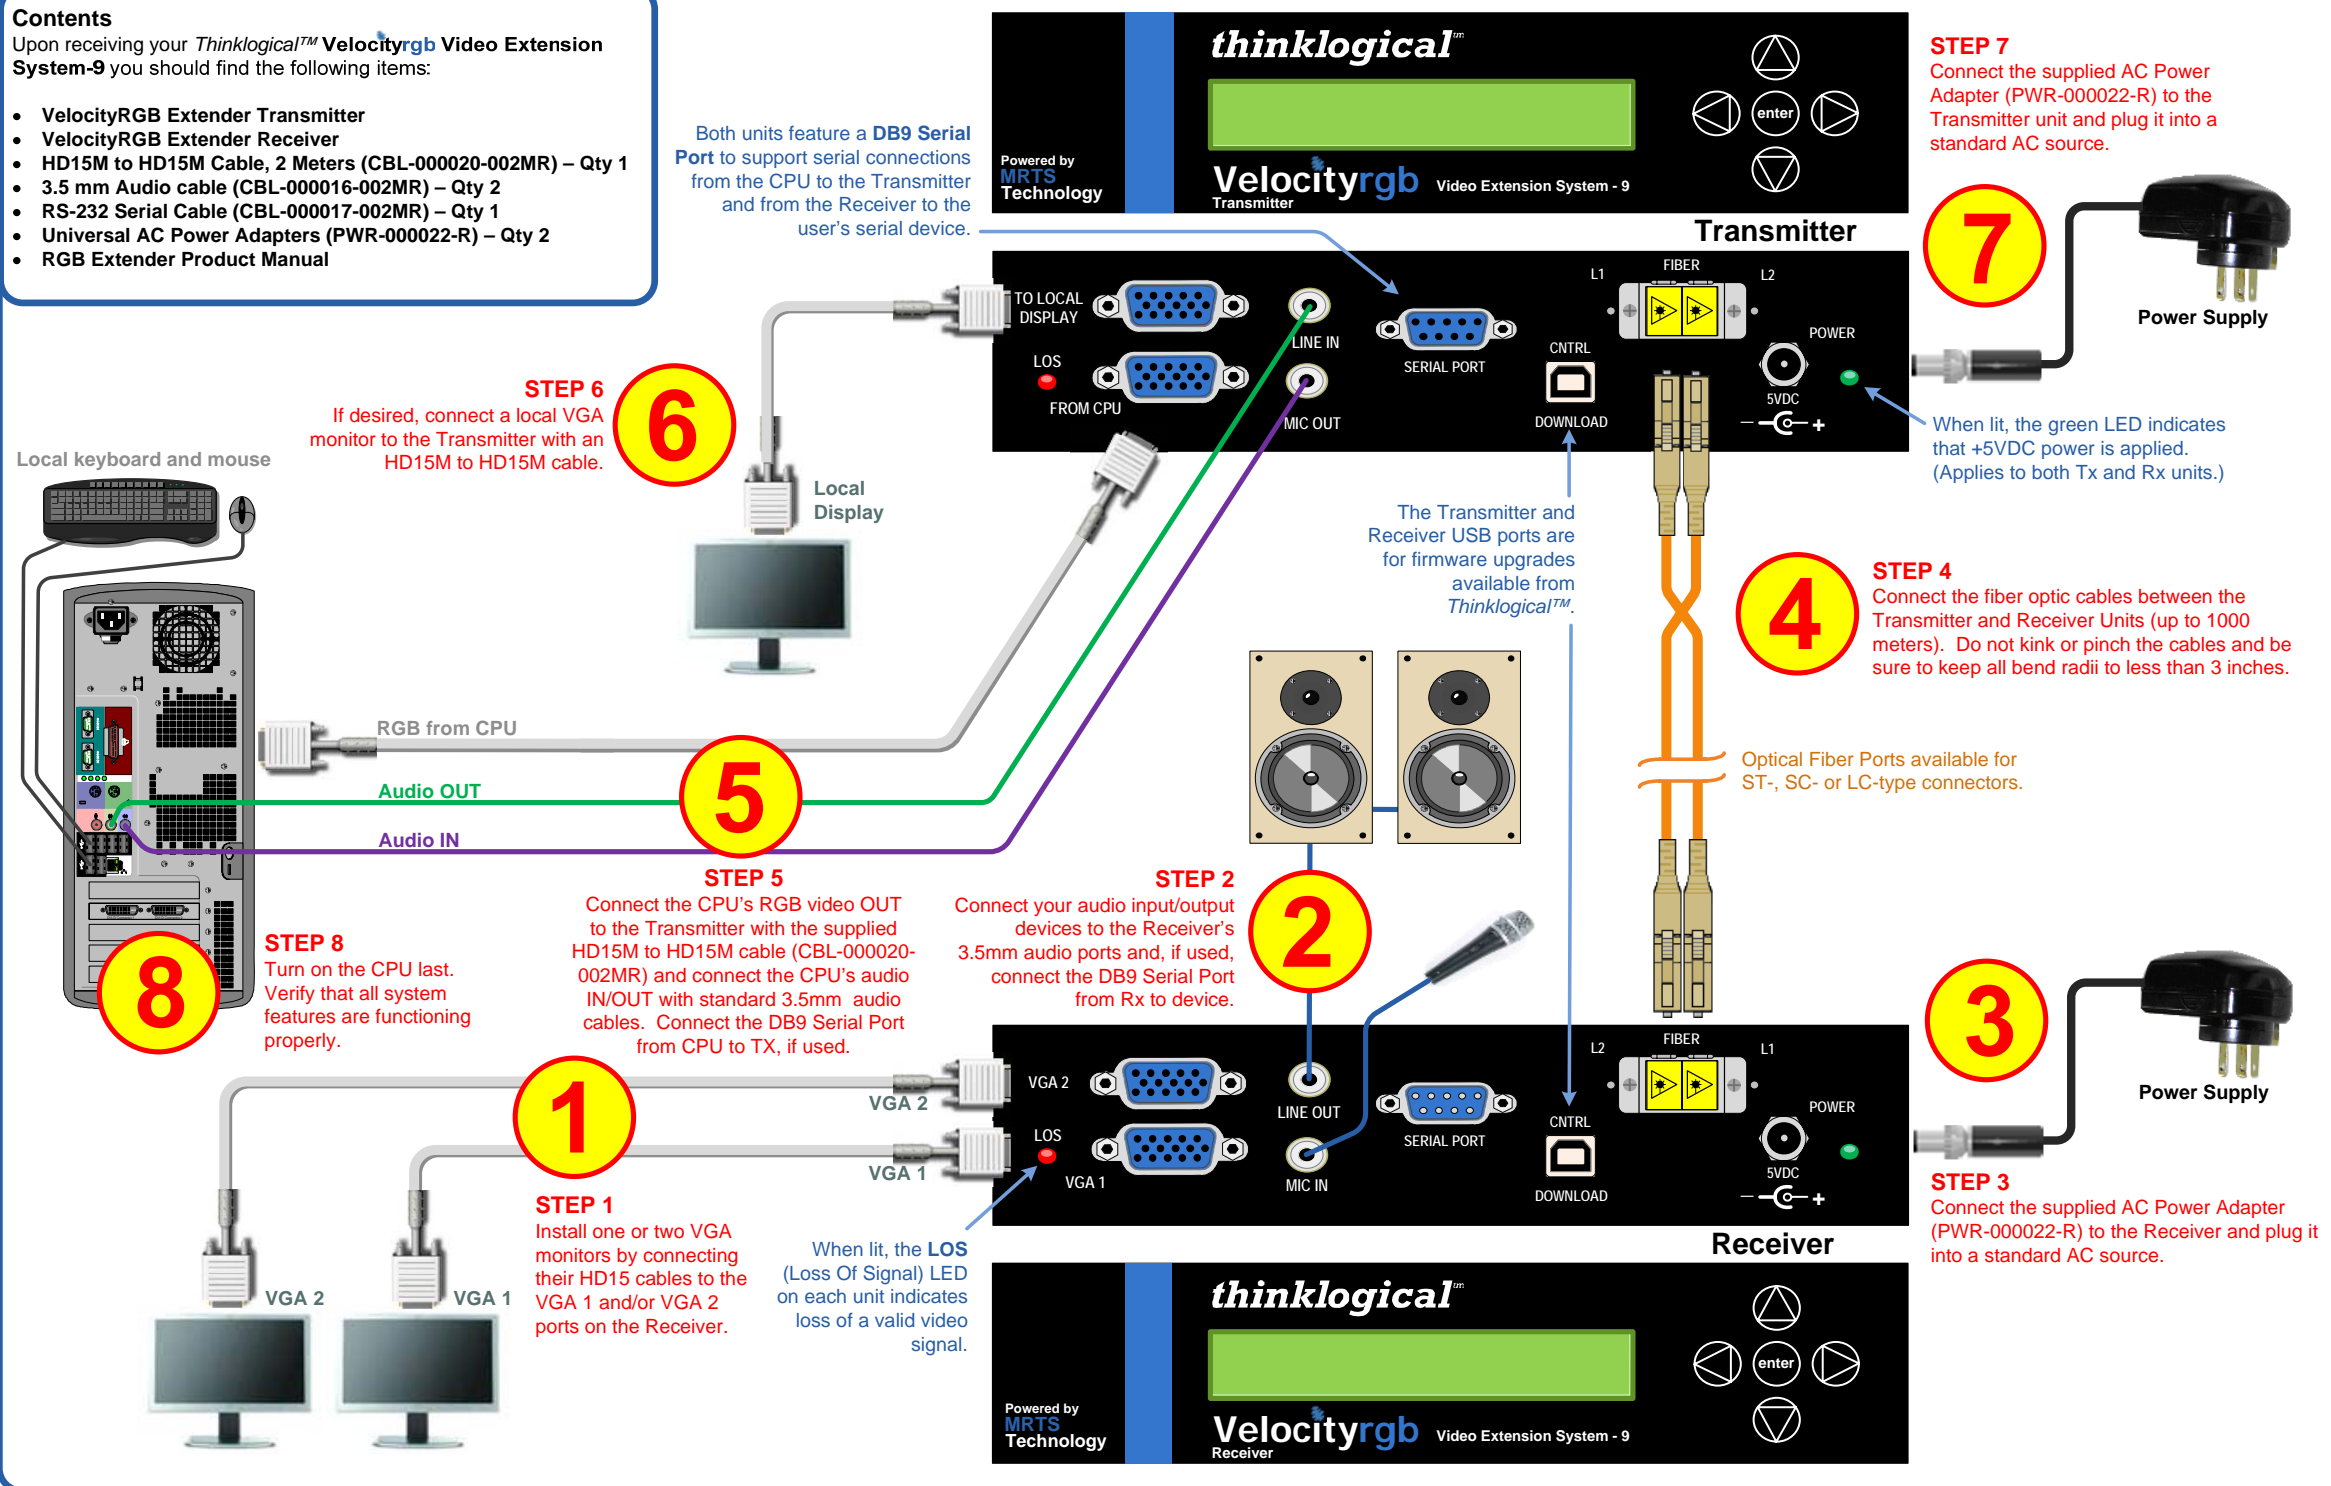 Contents
Upon receiving your Thinklogical™ Velocityrgb Video Extension
System-9 you should find the following items:
• VelocityRGB Extender Transmitter
• VelocityRGB Extender Receiver
• HD15M to HD15M Cable, 2 Meters (CBL-000020-002MR) – Qty 1
• 3.5 mm Audio cable (CBL-000016-002MR) – Qty 2
• RS-232 Serial Cable (CBL-000017-002MR) – Qty 1
• Universal AC Power Adapters (PWR-000022-R) – Qty 2
• RGB Extender Product Manual
Both units feature a DB9 Serial
Port to support serial connections
from the CPU to the Transmitter
and from the Receiver to the
user's serial device.
thinklogical™
Powered by
MRTS
Technology
Velocityrgb Video Extension System - 9
Transmitter
enter
STEP 7
Connect the supplied AC Power
Adapter (PWR-000022-R) to the
Transmitter unit and plug it into a
standard AC source.
7
Power Supply
Transmitter
TO LOCAL
DISPLAY
LOS
FROM CPU
LINE IN
MIC OUT
SERIAL PORT
CNTRL
DOWNLOAD
L1
FIBER
L2
POWER
5VDC
− +
When lit, the green LED indicates
that +5VDC power is applied.
(Applies to both Tx and Rx units.)
STEP 6
If desired, connect a local VGA
monitor to the Transmitter with an
HD15M to HD15M cable.
6
Local
Display
Local keyboard and mouse
The Transmitter and
Receiver USB ports are
for firmware upgrades
available from
Thinklogical™.
4
STEP 4
Connect the fiber optic cables between the
Transmitter and Receiver Units (up to 1000
meters). Do not kink or pinch the cables and be
sure to keep all bend radii to less than 3 inches.
Optical Fiber Ports available for
ST-, SC- or LC-type connectors.
RGB from CPU
Audio OUT
Audio IN
5
STEP 5
Connect the CPU's RGB video OUT
to the Transmitter with the supplied
HD15M to HD15M cable (CBL-000020-
002MR) and connect the CPU's audio
IN/OUT with standard 3.5mm audio
cables. Connect the DB9 Serial Port
from CPU to TX, if used.
STEP 2
Connect your audio input/output
devices to the Receiver's
3.5mm audio ports and, if used,
connect the DB9 Serial Port
from Rx to device.
2
8
STEP 8
Turn on the CPU last.
Verify that all system
features are functioning
properly.
3
Power Supply
STEP 3
Connect the supplied AC Power Adapter
(PWR-000022-R) to the Receiver and plug it
into a standard AC source.
1
VGA 2
VGA 1
STEP 1
Install one or two VGA
monitors by connecting
their HD15 cables to the
VGA 1 and/or VGA 2
ports on the Receiver.
VGA 2
VGA 1
When lit, the LOS
(Loss Of Signal) LED
on each unit indicates
loss of a valid video
signal.
VGA 2
LOS
VGA 1
LINE OUT
MIC IN
SERIAL PORT
CNTRL
DOWNLOAD
L2
FIBER
L1
POWER
5VDC
− +
Receiver
thinklogical™
Powered by
MRTS
Technology
Velocityrgb Video Extension System - 9
Receiver
enter